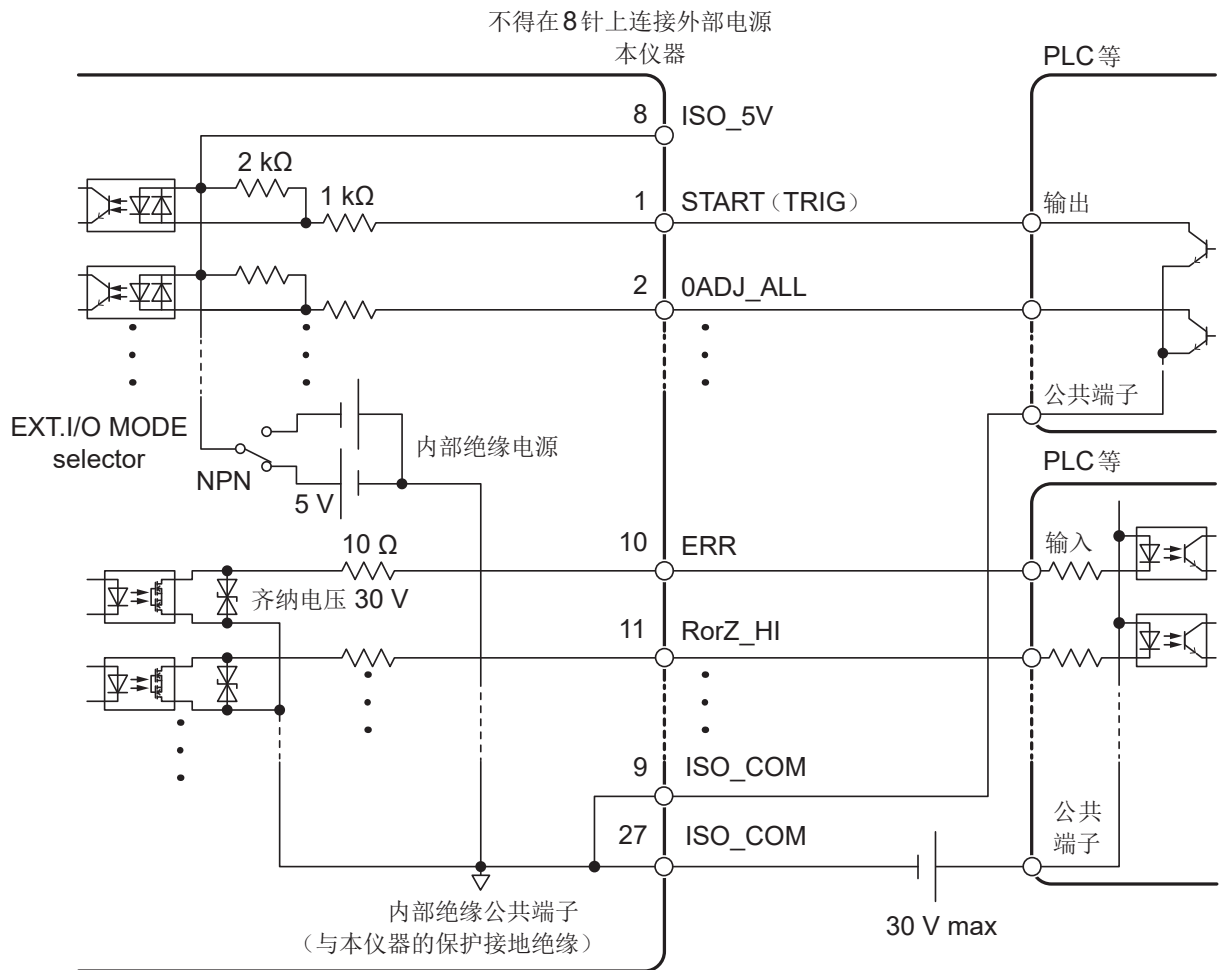 不得在8针上连接外部电源
本仪器
PLC等
8 ISO_5V
2 kΩ
1 kΩ
1 START（TRIG）
输出
2 0ADJ_ALL
公共端子
EXT.I/O MODE
selector
NPN
5 V
内部绝缘电源
PLC等
10 Ω
10 ERR
输入
齐纳电压 30 V
11 RorZ_HI
9 ISO_COM
27 ISO_COM
公共
端子
30 V max
内部绝缘公共端子
（与本仪器的保护接地绝缘）